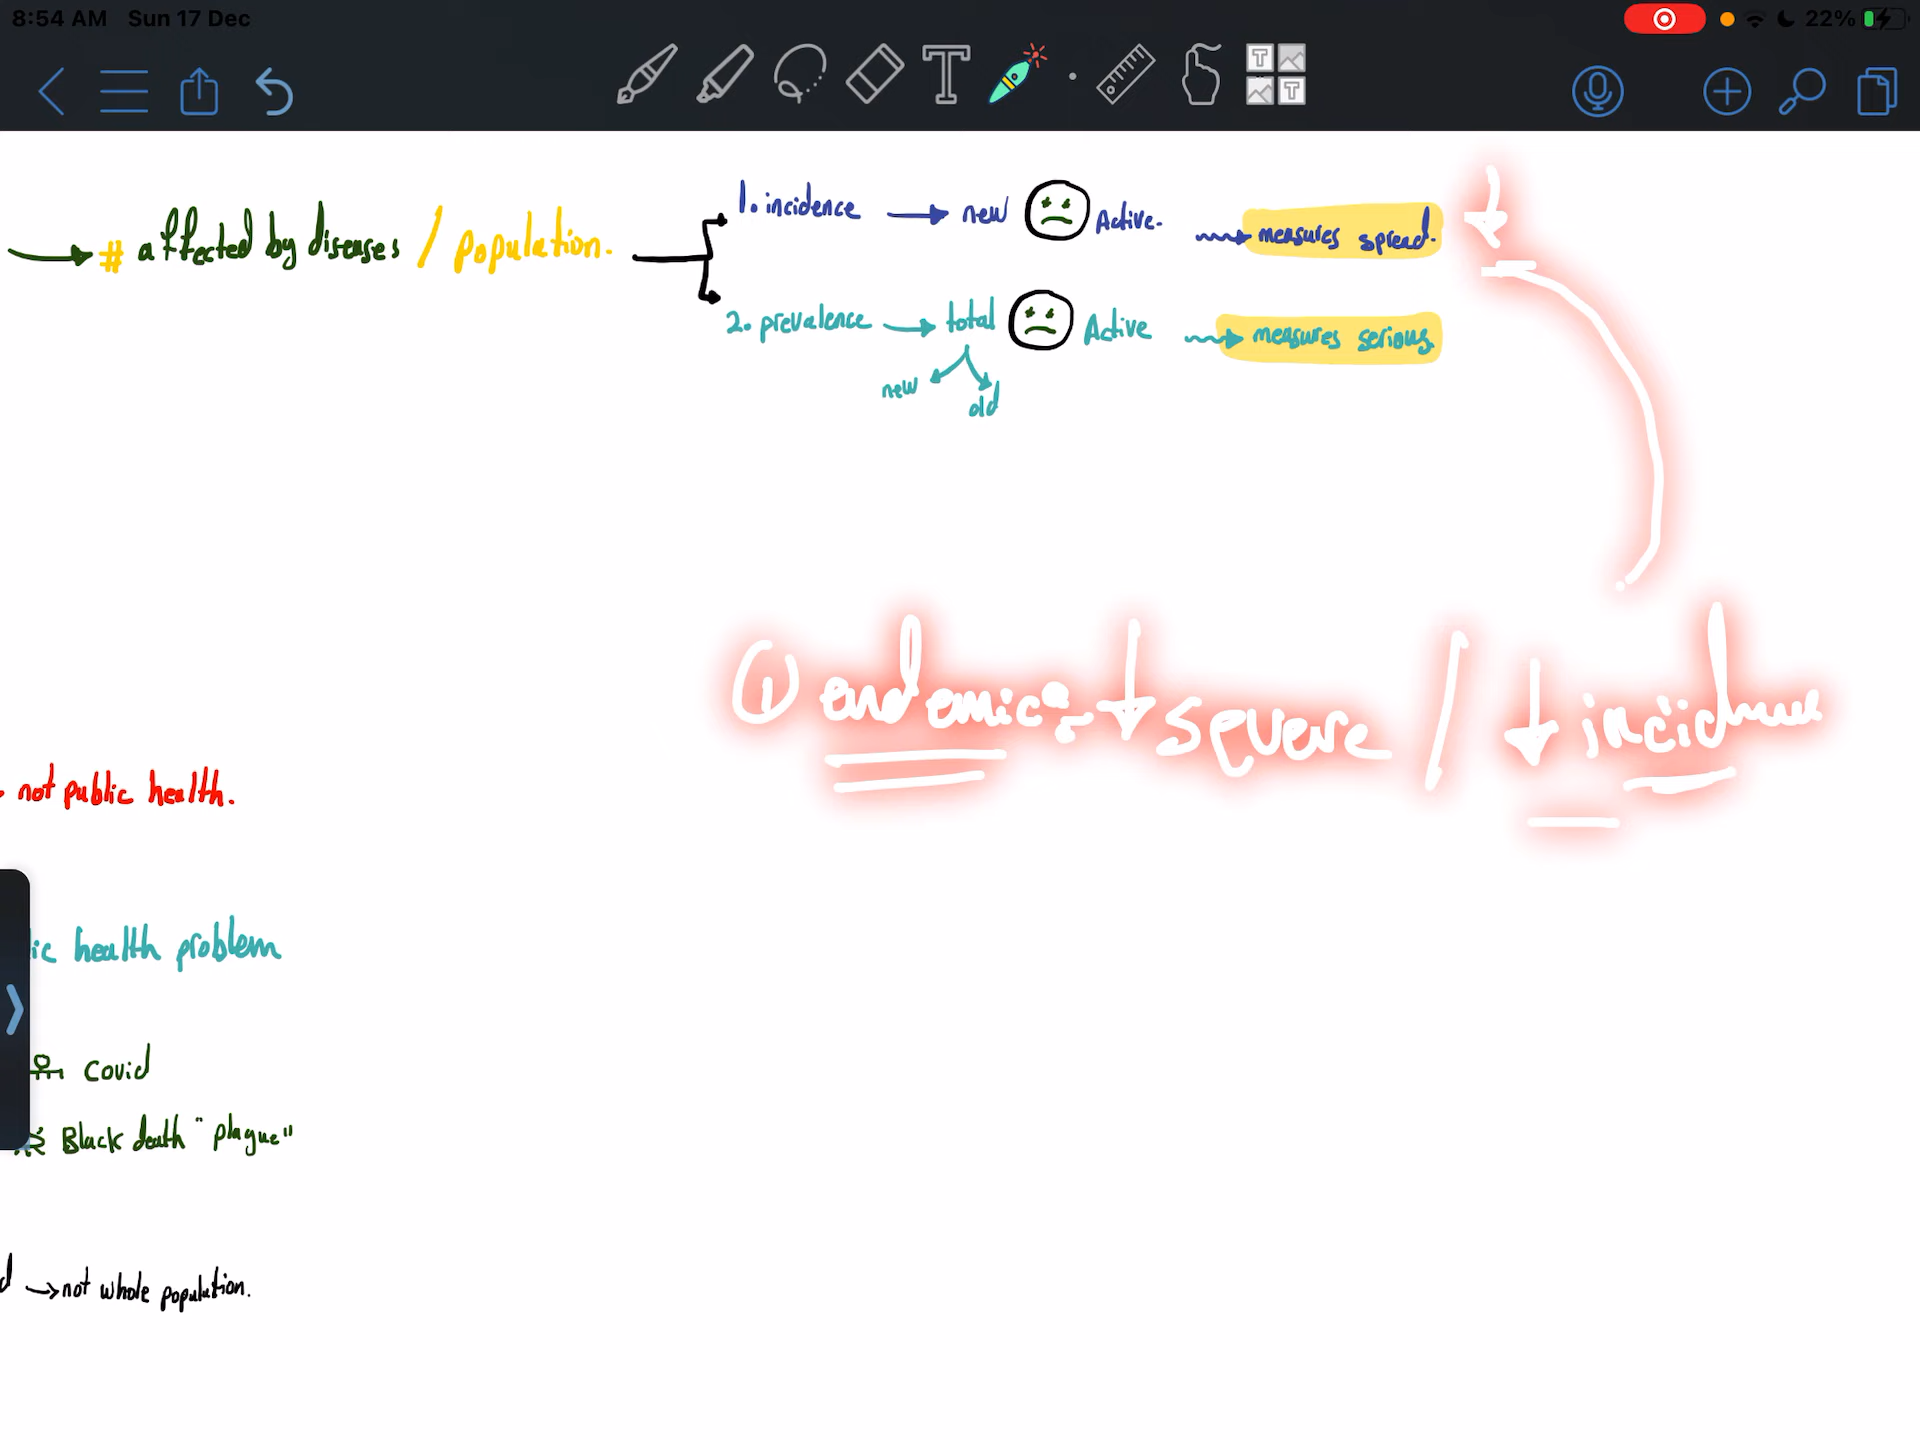 8:54 AM Sun 17 Dec
22%
# affected by diseases / population.
1. incidence → new Active. measures spread.
2. prevalence → total Active measures serious
new old
① endemic: ↓ severe / ↓ incidence
not public health.
ic health problem
Covid
Black death "plague"
d → not whole population.